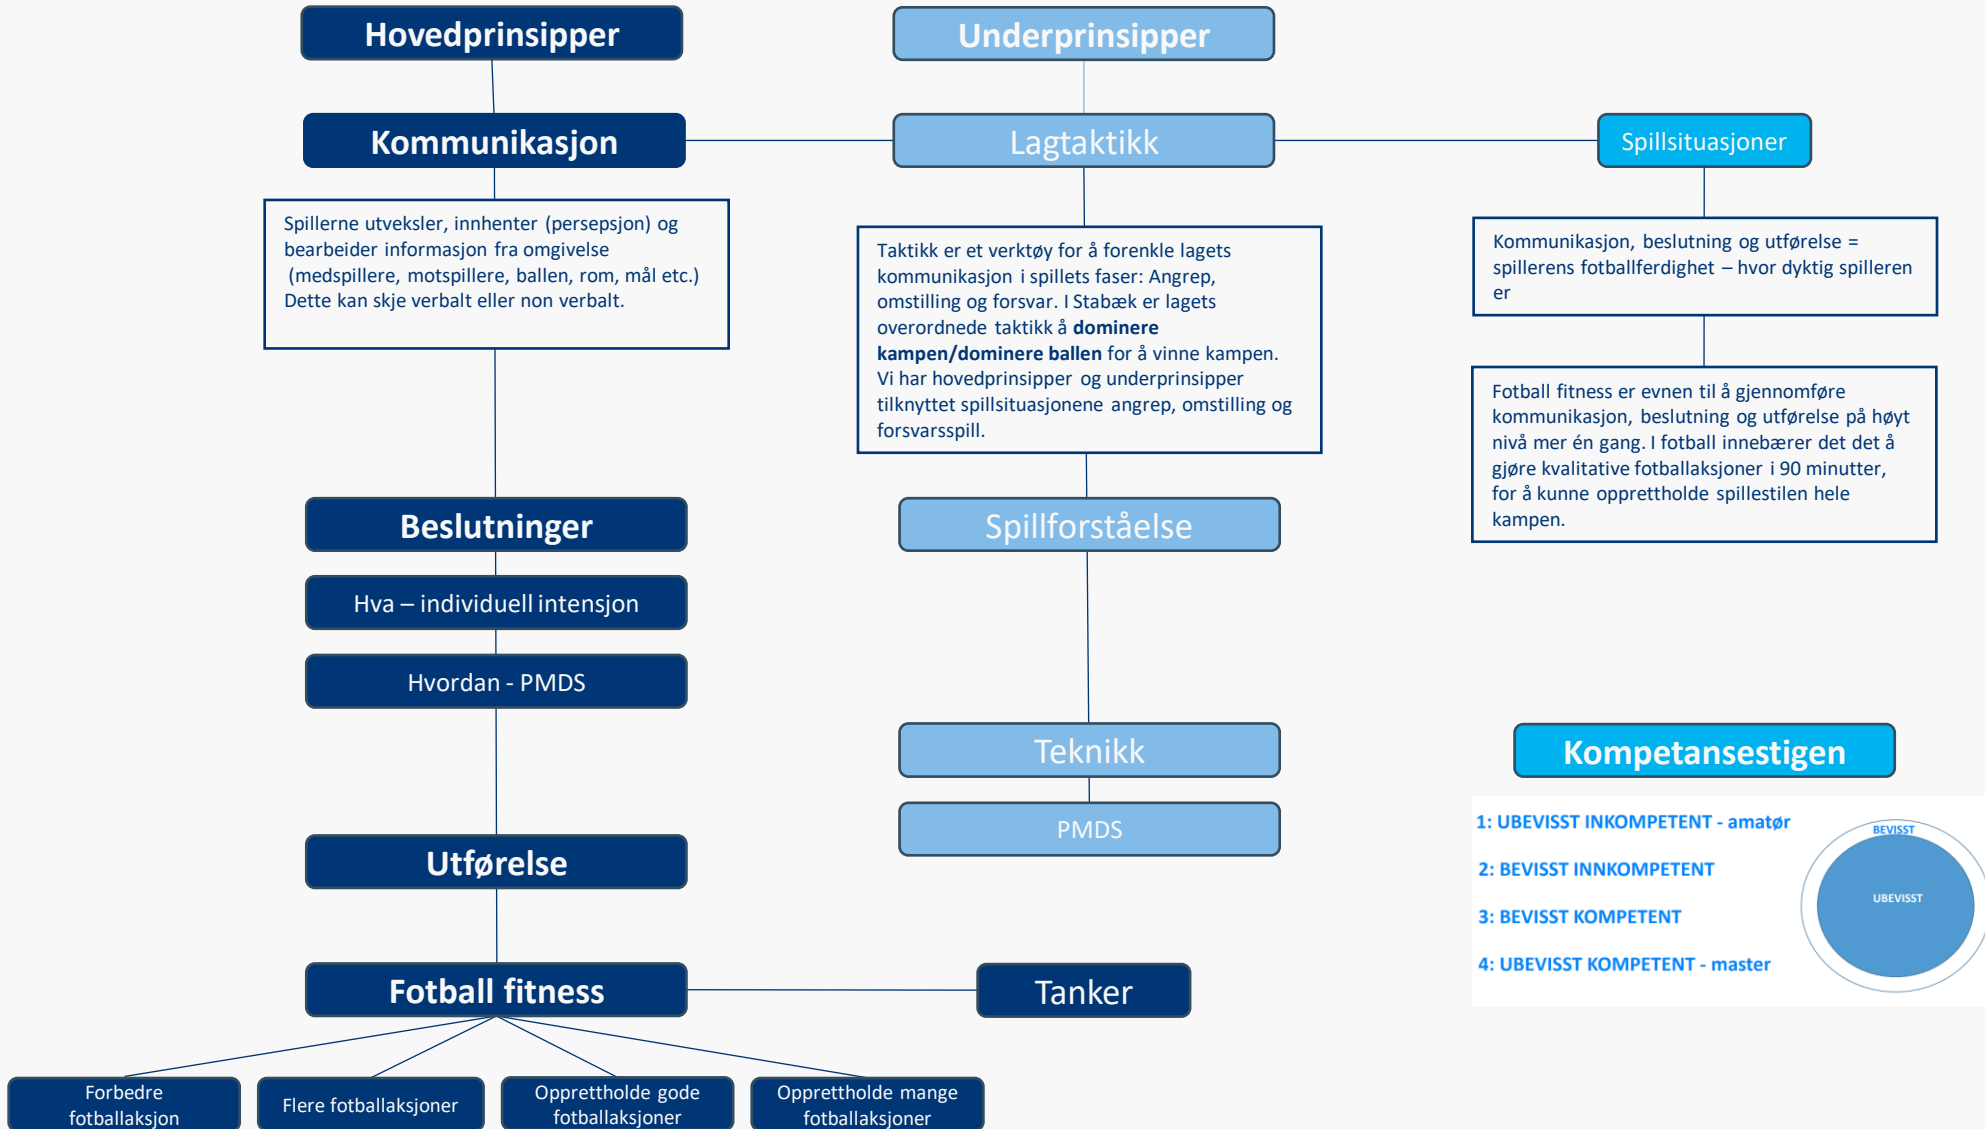 Hovedprinsipper
Underprinsipper
Kommunikasjon
Lagtaktikk
Spillsituasjoner
Spillerne utveksler, innhenter (persepsjon) og
bearbeider informasjon fra omgivelse
(medspillere, motspillere, ballen, rom, mål etc.)
Dette kan skje verbalt eller non verbalt.
Taktikk er et verktøy for å forenkle lagets
kommunikasjon i spillets faser: Angrep,
omstilling og forsvar. I Stabæk er lagets
overordnede taktikk å dominere
kampen/dominere ballen for å vinne kampen.
Vi har hovedprinsipper og underprinsipper
tilknyttet spillsituasjonene angrep, omstilling og
forsvarsspill.
Kommunikasjon, beslutning og utførelse =
spillerens fotballferdighet – hvor dyktig spilleren
er
Fotball fitness er evnen til å gjennomføre
kommunikasjon, beslutning og utførelse på høyt
nivå mer én gang. I fotball innebærer det det å
gjøre kvalitative fotballaksjoner i 90 minutter,
for å kunne opprettholde spillestilen hele
kampen.
Beslutninger
Spillforståelse
Hva – individuell intensjon
Hvordan - PMDS
Teknikk
PMDS
Kompetansestigen
1: UBEVISST INKOMPETENT - amatør
2: BEVISST INNKOMPETENT
3: BEVISST KOMPETENT
4: UBEVISST KOMPETENT - master
BEVISST
UBEVISST
Utførelse
Fotball fitness
Tanker
Forbedre
fotballaksjon
Flere fotballaksjoner
Opprettholde gode
fotballaksjoner
Opprettholde mange
fotballaksjoner